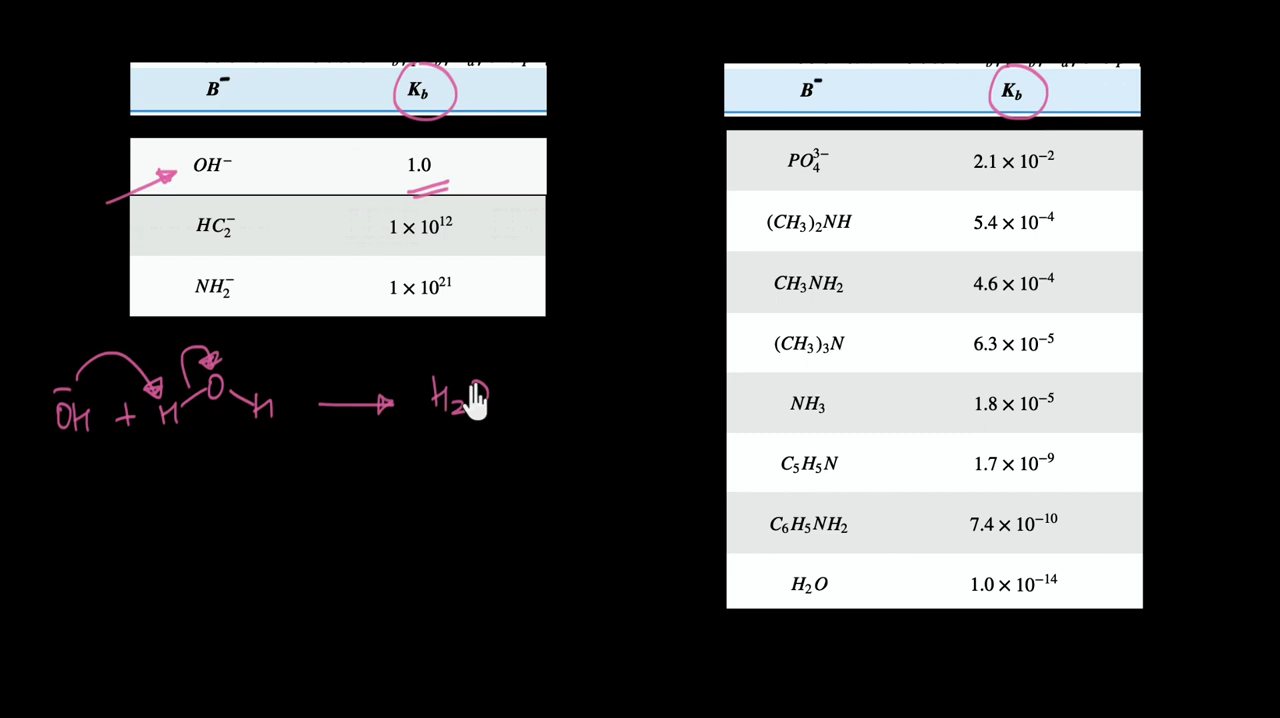 B⁻ K_b
OH⁻ 1.0
HC₂⁻ 1 × 10¹²
NH₂⁻ 1 × 10²¹
B⁻ K_b
PO₄³⁻ 2.1 × 10⁻²
(CH₃)₂NH 5.4 × 10⁻⁴
CH₃NH₂ 4.6 × 10⁻⁴
(CH₃)₃N 6.3 × 10⁻⁵
NH₃ 1.8 × 10⁻⁵
C₅H₅N 1.7 × 10⁻⁹
C₆H₅NH₂ 7.4 × 10⁻¹⁰
H₂O 1.0 × 10⁻¹⁴
⁻OH + H O H → H₂O